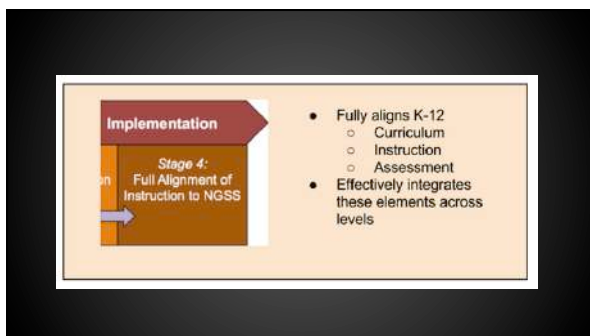 Implementation
on
Stage 4:
Full Alignment of
Instruction to NGSS
● Fully aligns K-12
○ Curriculum
○ Instruction
○ Assessment
● Effectively integrates
these elements across
levels